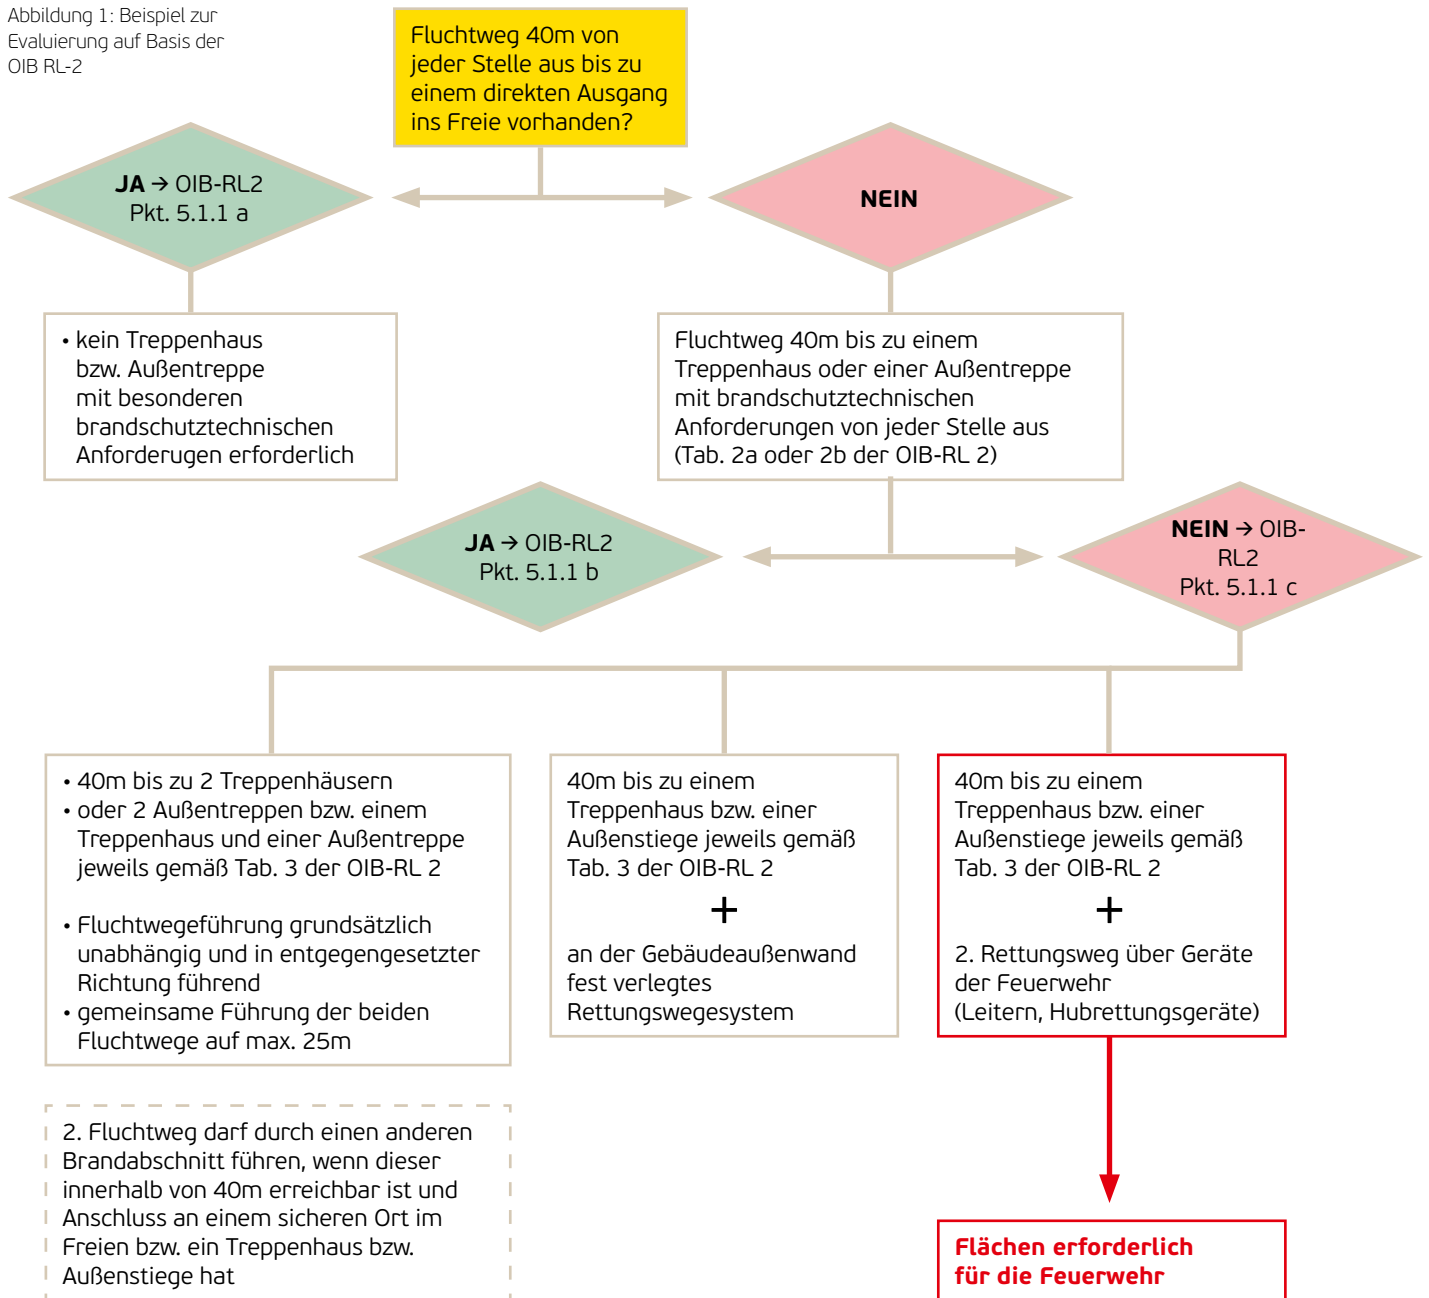 Abbildung 1: Beispiel zur
Evaluierung auf Basis der
OIB RL-2
Fluchtweg 40m von
jeder Stelle aus bis zu
einem direkten Ausgang
ins Freie vorhanden?
JA → OIB-RL2
Pkt. 5.1.1 a
NEIN
• kein Treppenhaus
bzw. Außentreppe
mit besonderen
brandschutztechnischen
Anforderugen erforderlich
Fluchtweg 40m bis zu einem
Treppenhaus oder einer Außentreppe
mit brandschutztechnischen
Anforderungen von jeder Stelle aus
(Tab. 2a oder 2b der OIB-RL 2)
JA → OIB-RL2
Pkt. 5.1.1 b
NEIN → OIB-
RL2
Pkt. 5.1.1 c
• 40m bis zu 2 Treppenhäusern
• oder 2 Außentreppen bzw. einem
Treppenhaus und einer Außentreppe
jeweils gemäß Tab. 3 der OIB-RL 2
• Fluchtwegeführung grundsätzlich
unabhängig und in entgegengesetzter
Richtung führend
• gemeinsame Führung der beiden
Fluchtwege auf max. 25m
40m bis zu einem
Treppenhaus bzw. einer
Außenstiege jeweils gemäß
Tab. 3 der OIB-RL 2
+
an der Gebäudeaußenwand
fest verlegtes
Rettungswegesystem
40m bis zu einem
Treppenhaus bzw. einer
Außenstiege jeweils gemäß
Tab. 3 der OIB-RL 2
+
2. Rettungsweg über Geräte
der Feuerwehr
(Leitern, Hubrettungsgeräte)
2. Fluchtweg darf durch einen anderen
Brandabschnitt führen, wenn dieser
innerhalb von 40m erreichbar ist und
Anschluss an einem sicheren Ort im
Freien bzw. ein Treppenhaus bzw.
Außenstiege hat
Flächen erforderlich
für die Feuerwehr